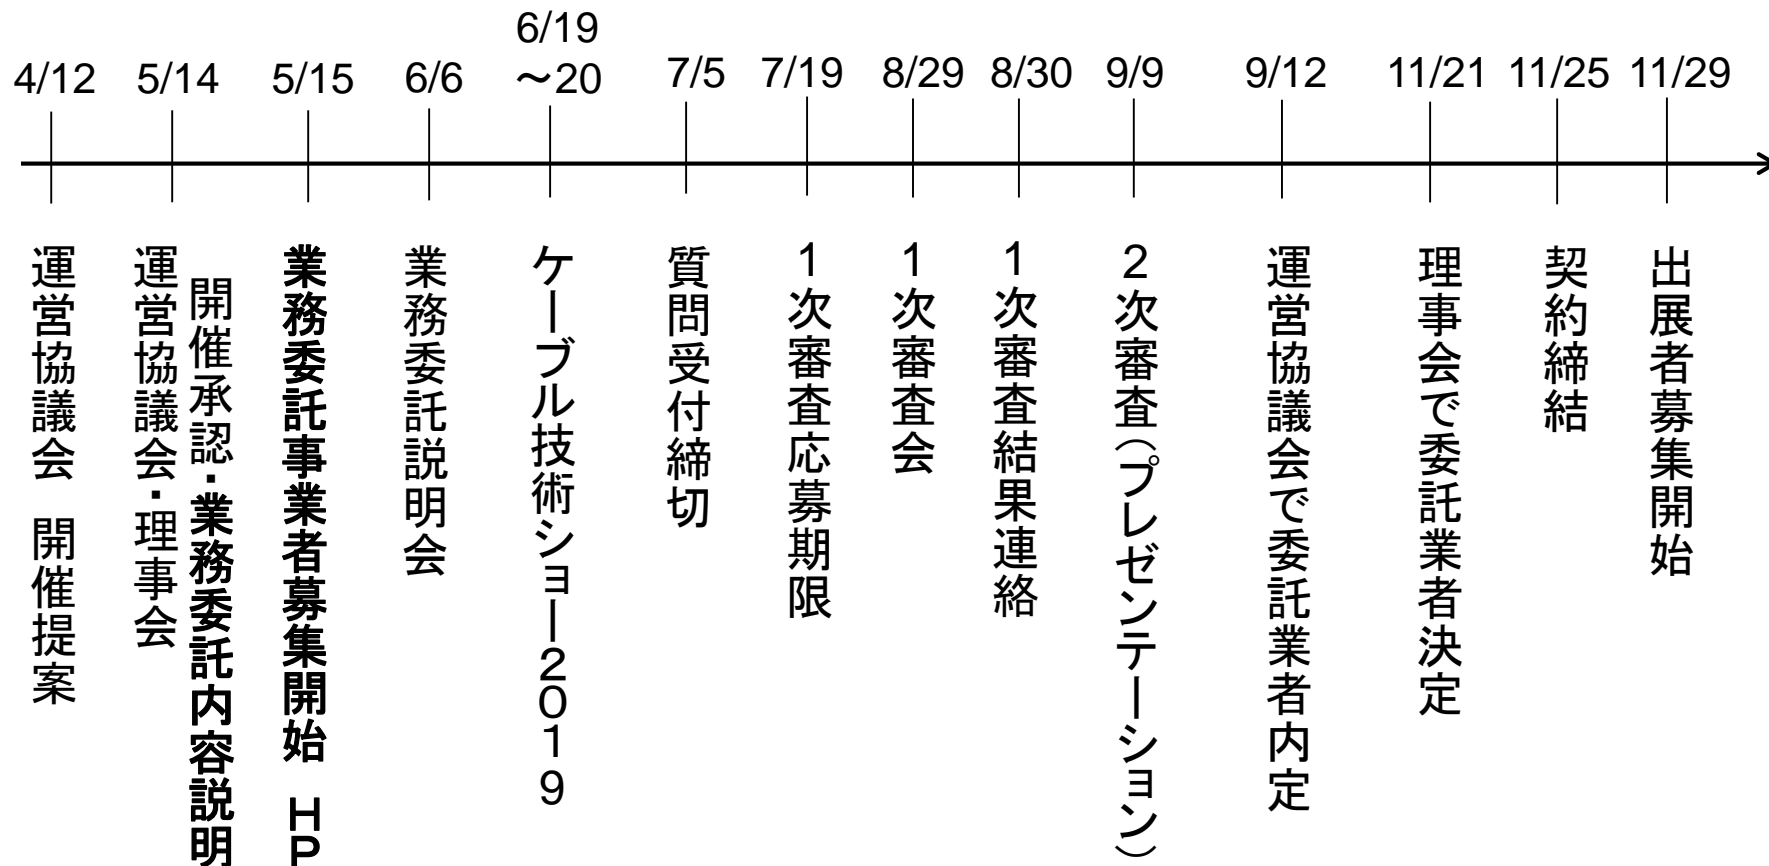 6/19
4/12 5/14 5/15 6/6 ～20 7/5 7/19 8/29 8/30 9/9 9/12 11/21 11/25 11/29
運営協議会　開催提案
運営協議会・理事会
開催承認・業務委託内容説明
業務委託事業者募集開始　ＨＰ
業務委託説明会
ケーブル技術ショー２０１９
質問受付締切
１次審査応募期限
１次審査会
１次審査結果連絡
２次審査（プレゼンテーション）
運営協議会で委託業者内定
理事会で委託業者決定
契約締結
出展者募集開始